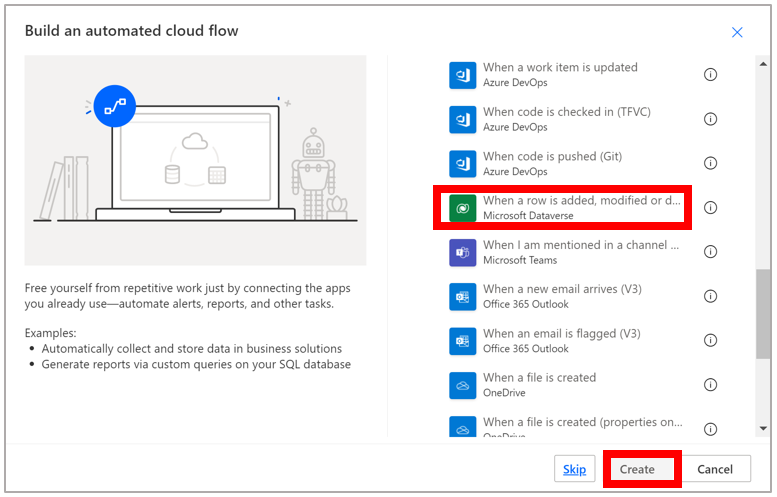 Build an automated cloud flow
Free yourself from repetitive work just by connecting the apps
you already use—automate alerts, reports, and other tasks.
Examples:
• Automatically collect and store data in business solutions
• Generate reports via custom queries on your SQL database
When a work item is updated
Azure DevOps
When code is checked in (TFVC)
Azure DevOps
When code is pushed (Git)
Azure DevOps
When a row is added, modified or d...
Microsoft Dataverse
When I am mentioned in a channel ...
Microsoft Teams
When a new email arrives (V3)
Office 365 Outlook
When an email is flagged (V3)
Office 365 Outlook
When a file is created
OneDrive
When a file is created (properties on...
OneDrive
Skip
Create
Cancel